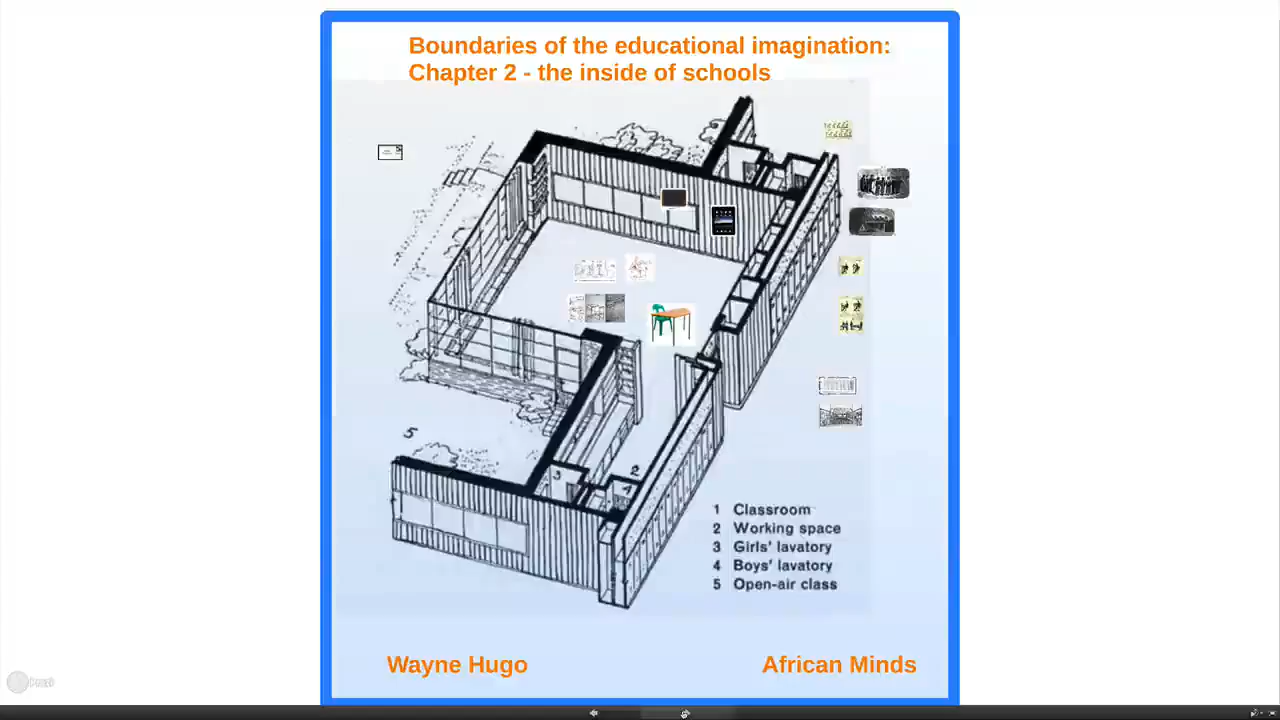 Boundaries of the educational imagination:
Chapter 2 - the inside of schools
5
3
2
4
1 Classroom
2 Working space
3 Girls' lavatory
4 Boys' lavatory
5 Open-air class
Wayne Hugo
African Minds